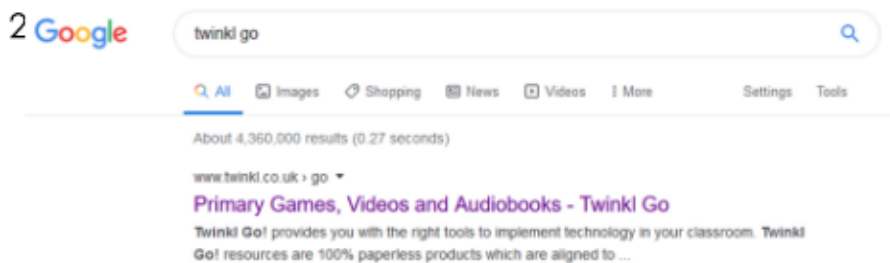 2 Google twinkl go
All Images Shopping News Videos More Settings Tools
About 4,360,000 results (0.27 seconds)
www.twinkl.co.uk › go
Primary Games, Videos and Audiobooks - Twinkl Go
Twinkl Go! provides you with the right tools to implement technology in your classroom. Twinkl
Go! resources are 100% paperless products which are aligned to ...